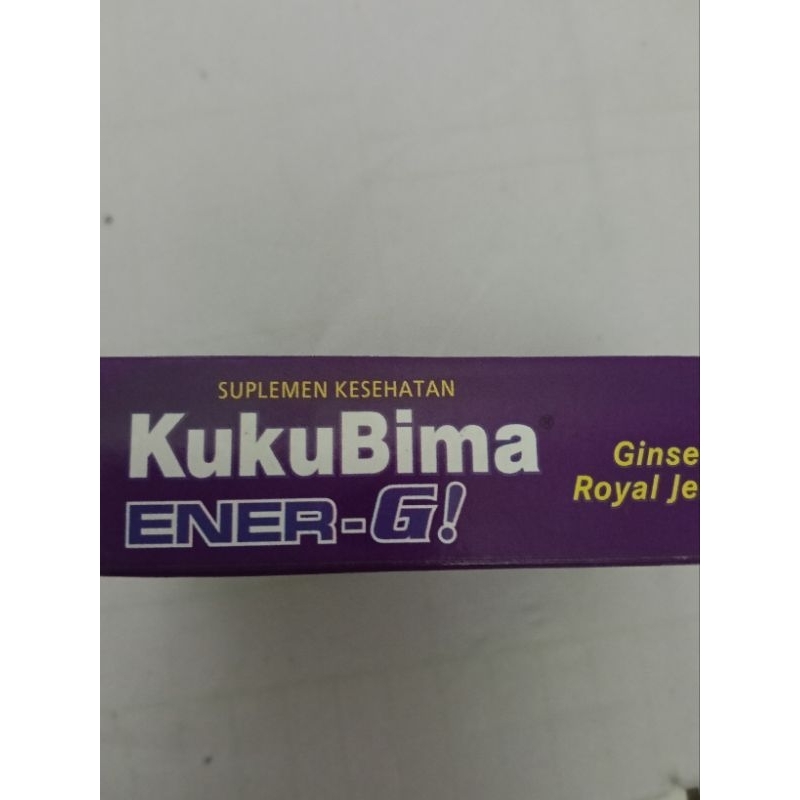 SUPLEMEN KESEHATAN
KukuBima®
ENER-G!
Ginse
Royal Je